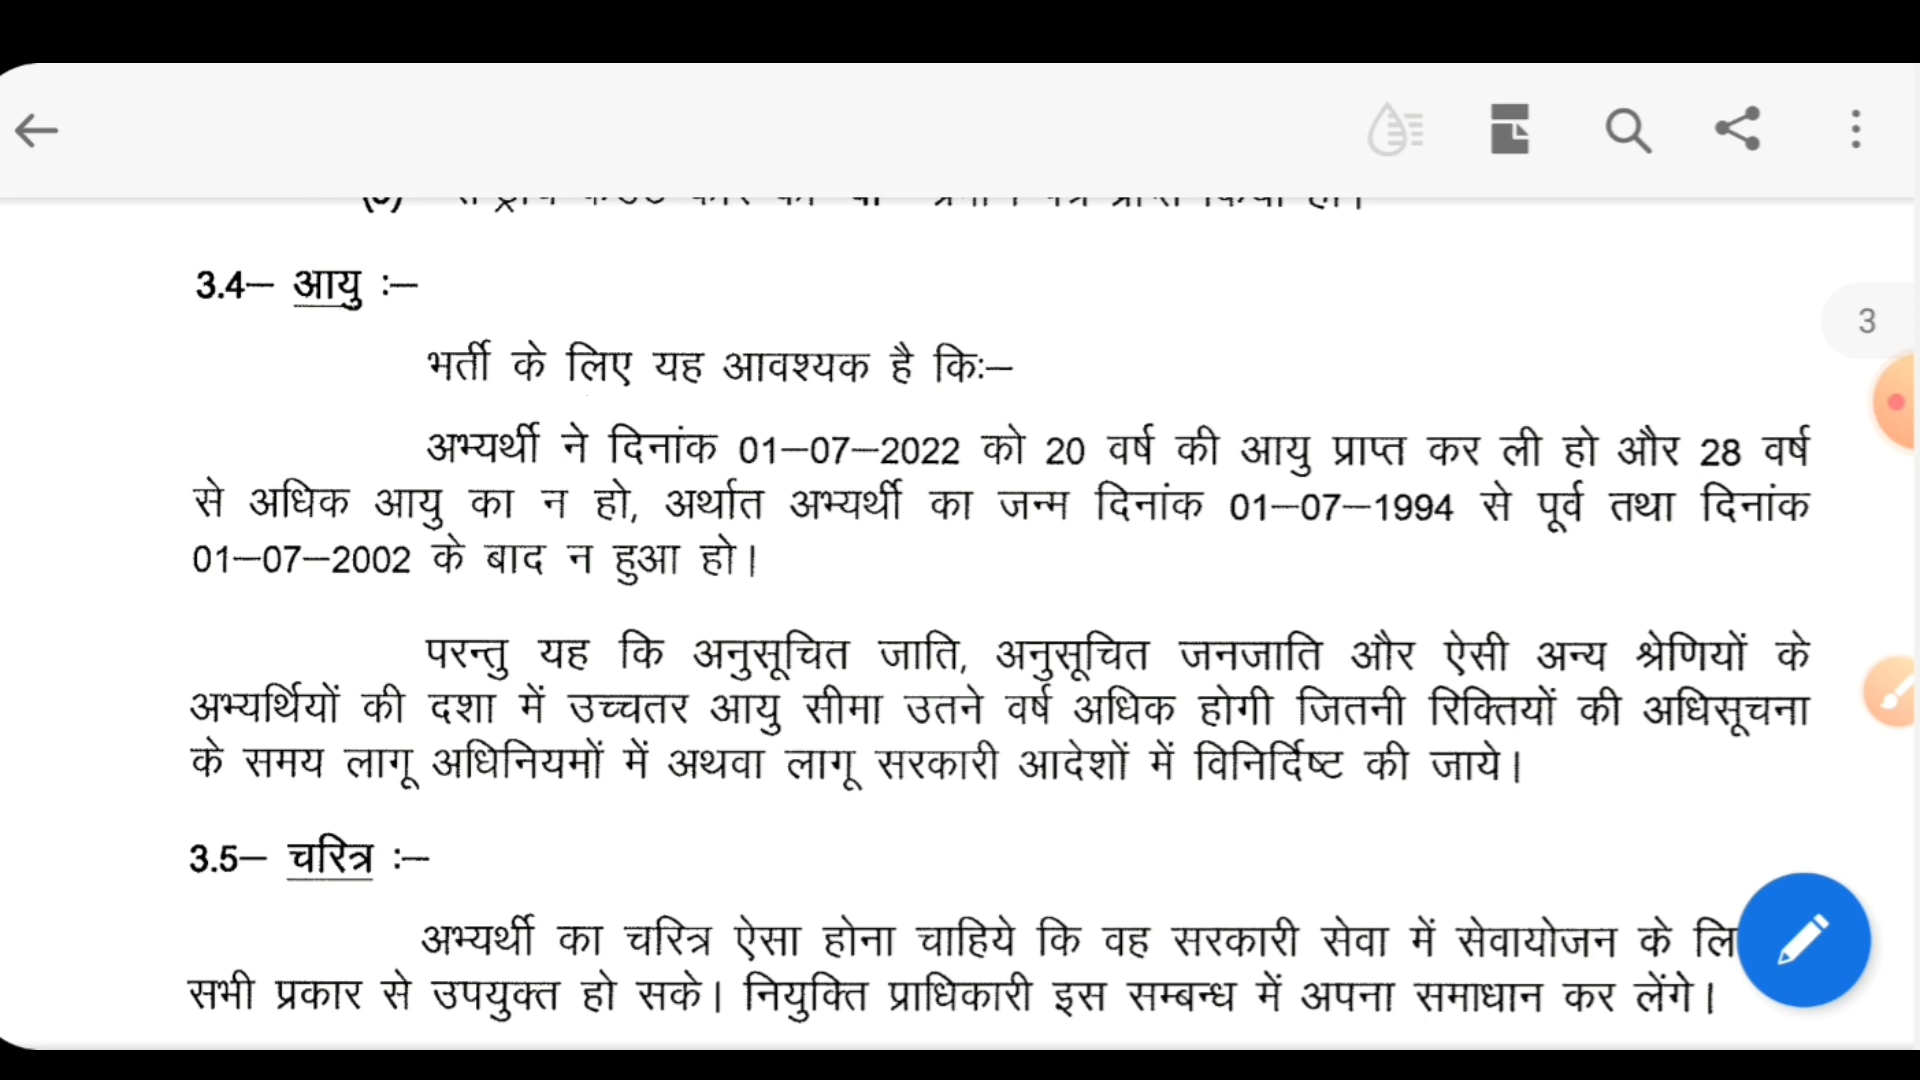 3.4— आयु :—
3
भर्ती के लिए यह आवश्यक है कि:—
अभ्यर्थी ने दिनांक 01—07—2022 को 20 वर्ष की आयु प्राप्त कर ली हो और 28 वर्ष
से अधिक आयु का न हो, अर्थात अभ्यर्थी का जन्म दिनांक 01—07—1994 से पूर्व तथा दिनांक
01—07—2002 के बाद न हुआ हो।
परन्तु यह कि अनुसूचित जाति, अनुसूचित जनजाति और ऐसी अन्य श्रेणियों के
अभ्यर्थियों की दशा में उच्चतर आयु सीमा उतने वर्ष अधिक होगी जितनी रिक्तियों की अधिसूचना
के समय लागू अधिनियमों में अथवा लागू सरकारी आदेशों में विनिर्दिष्ट की जाये।
3.5— चरित्र :—
अभ्यर्थी का चरित्र ऐसा होना चाहिये कि वह सरकारी सेवा में सेवायोजन के लि
सभी प्रकार से उपयुक्त हो सके। नियुक्ति प्राधिकारी इस सम्बन्ध में अपना समाधान कर लेंगे।